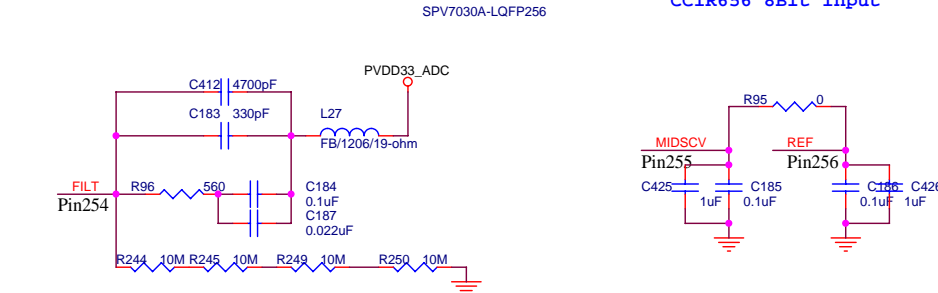 SPV7030A-LQFP256
CCIR656 8Bit Input
PVDD33_ADC
C412 4700pF
C183 330pF
L27
FB/1206/19-ohm
FILT
Pin254
R96 560
C184
0.1uF
C187
0.022uF
R244 10M R245 10M R249 10M R250 10M
R95 0
MIDSCV
Pin255
REF
Pin256
C425
1uF
C185
0.1uF
C186
0.1uF
C426
1uF